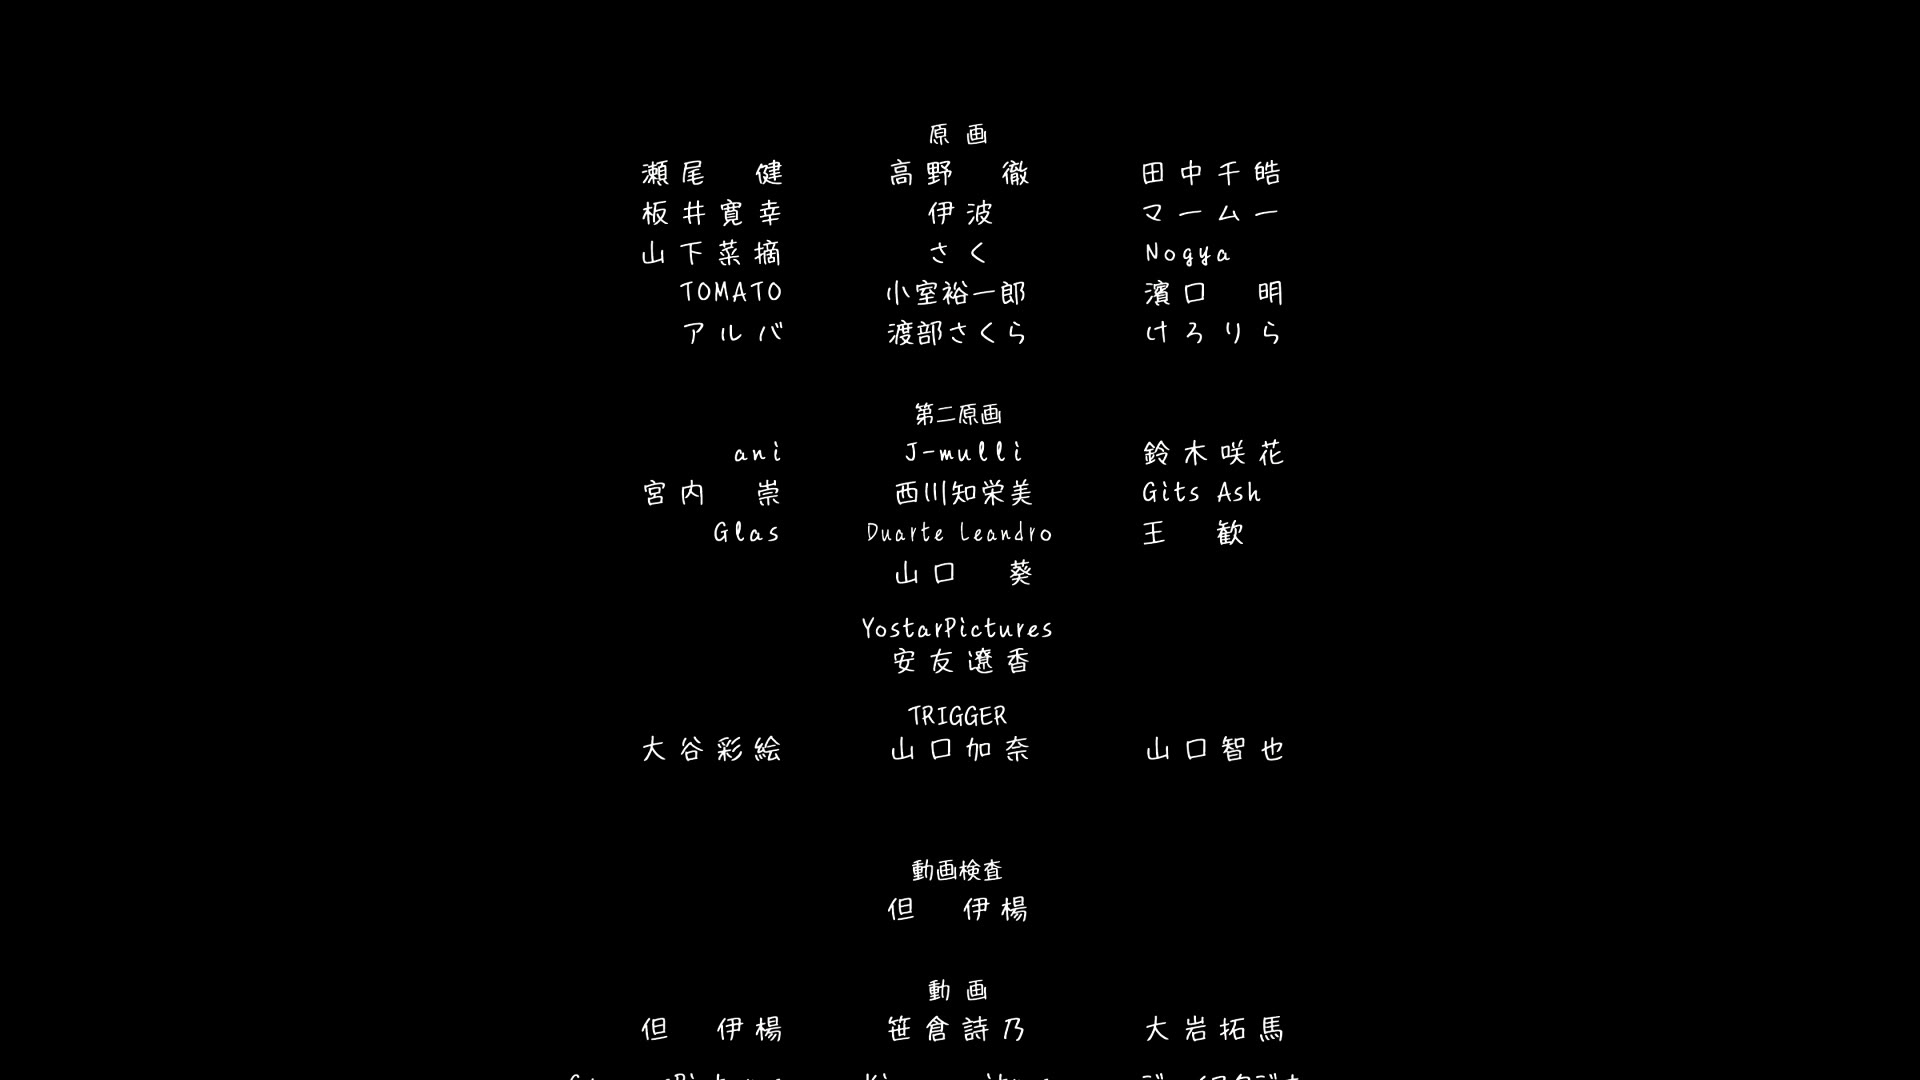 原 画
瀬尾　健　高野　徹　田中千皓
板井寛幸　伊波　マームー
山下菜摘　さく　Nogya
TOMATO　小室裕一郎　濱口　明
アルバ　渡部さくら　けろりら
第二原画
ani　J-mulli　鈴木咲花
宮内　崇　西川知栄美　Gits Ash
Glas　Duarte Leandro　王　歓
山口　葵
YostarPictures
安友遼香
TRIGGER
大谷彩絵　山口加奈　山口智也
動画検査
但　伊楊
動 画
但　伊楊　笹倉詩乃　大岩拓馬